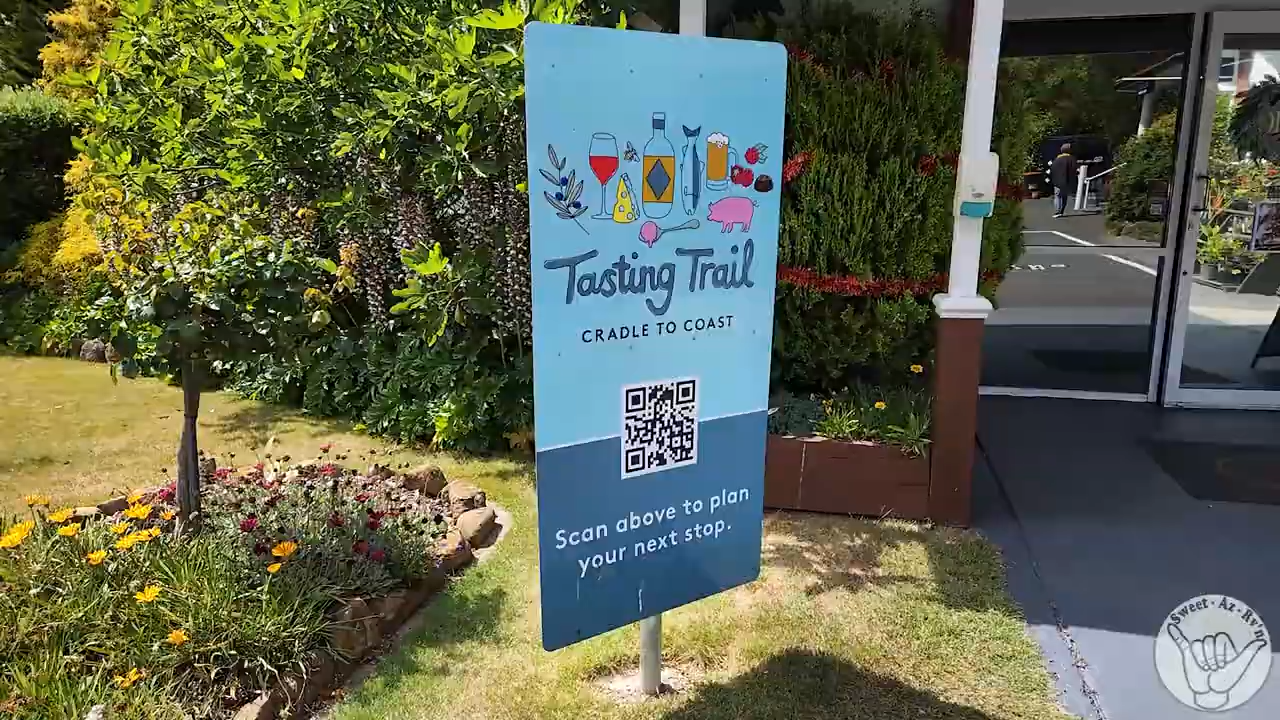 Tasting Trail
CRADLE TO COAST
Scan above to plan
your next stop.
Sweet · Az · Rv'n